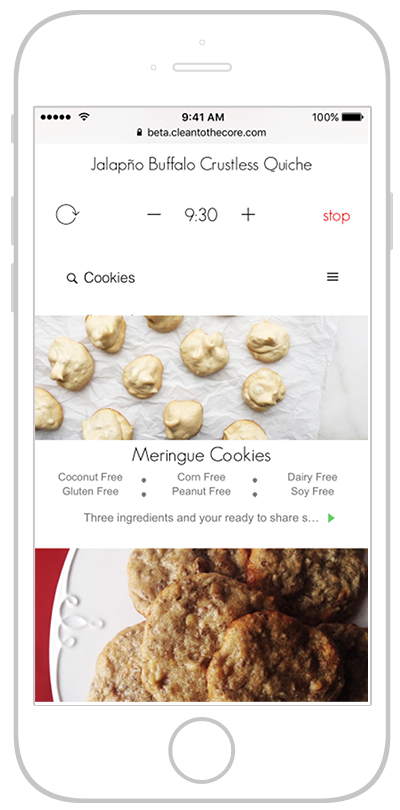 9:41 AM 100%
beta.cleantothecore.com
Jalapño Buffalo Crustless Quiche
9:30 stop
Cookies
Meringue Cookies
Coconut Free Corn Free Dairy Free
Gluten Free Peanut Free Soy Free
Three ingredients and your ready to share s...